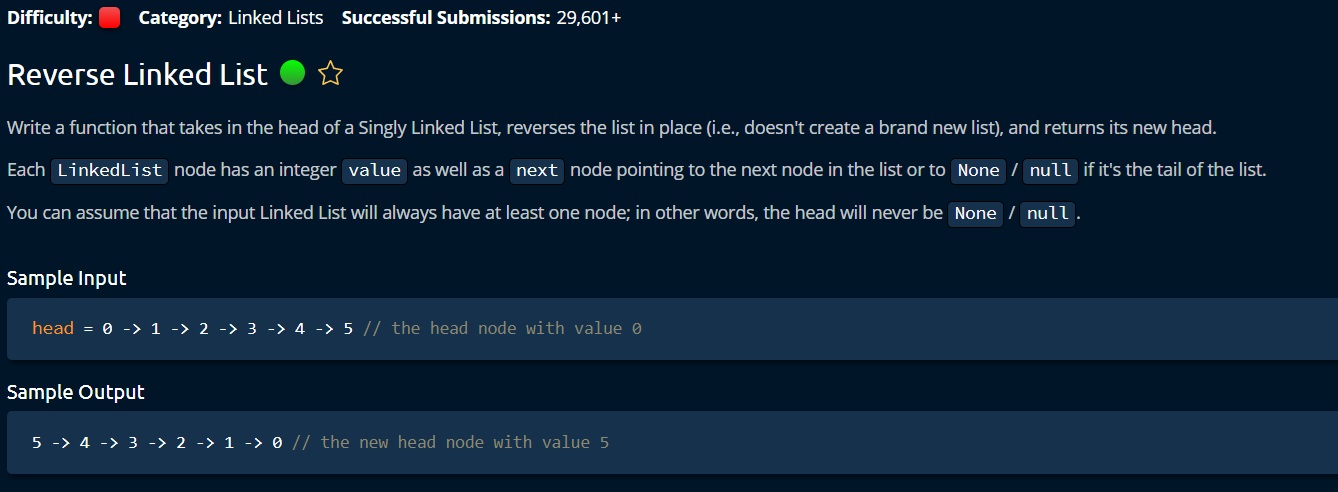 Difficulty: Category: Linked Lists Successful Submissions: 29,601+
Reverse Linked List
Write a function that takes in the head of a Singly Linked List, reverses the list in place (i.e., doesn't create a brand new list), and returns its new head.
Each LinkedList node has an integer value as well as a next node pointing to the next node in the list or to None / null if it's the tail of the list.
You can assume that the input Linked List will always have at least one node; in other words, the head will never be None / null.
Sample Input
head = 0 -> 1 -> 2 -> 3 -> 4 -> 5 // the head node with value 0
Sample Output
5 -> 4 -> 3 -> 2 -> 1 -> 0 // the new head node with value 5